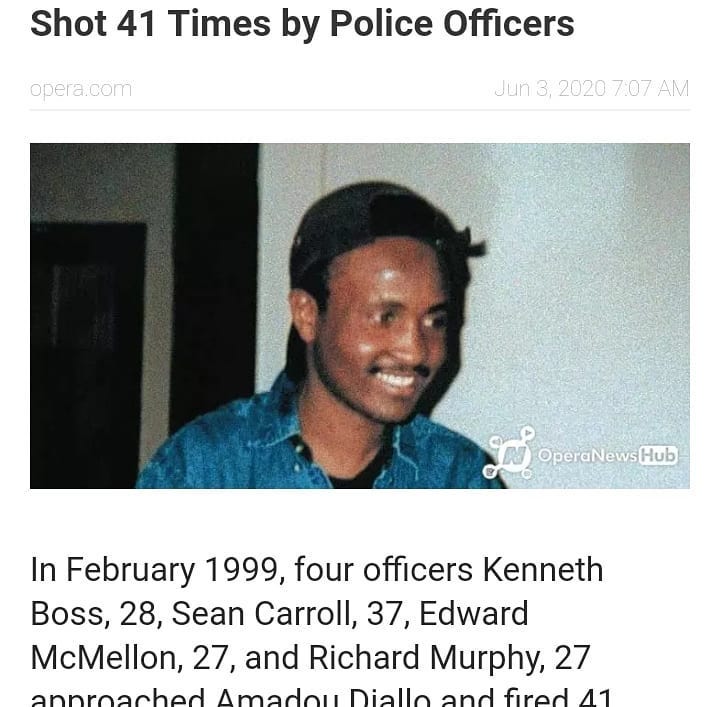 Shot 41 Times by Police Officers
opera.com Jun 3, 2020 7:07 AM
OperaNewsHub
In February 1999, four officers Kenneth
Boss, 28, Sean Carroll, 37, Edward
McMellon, 27, and Richard Murphy, 27
approached Amadou Diallo and fired 41